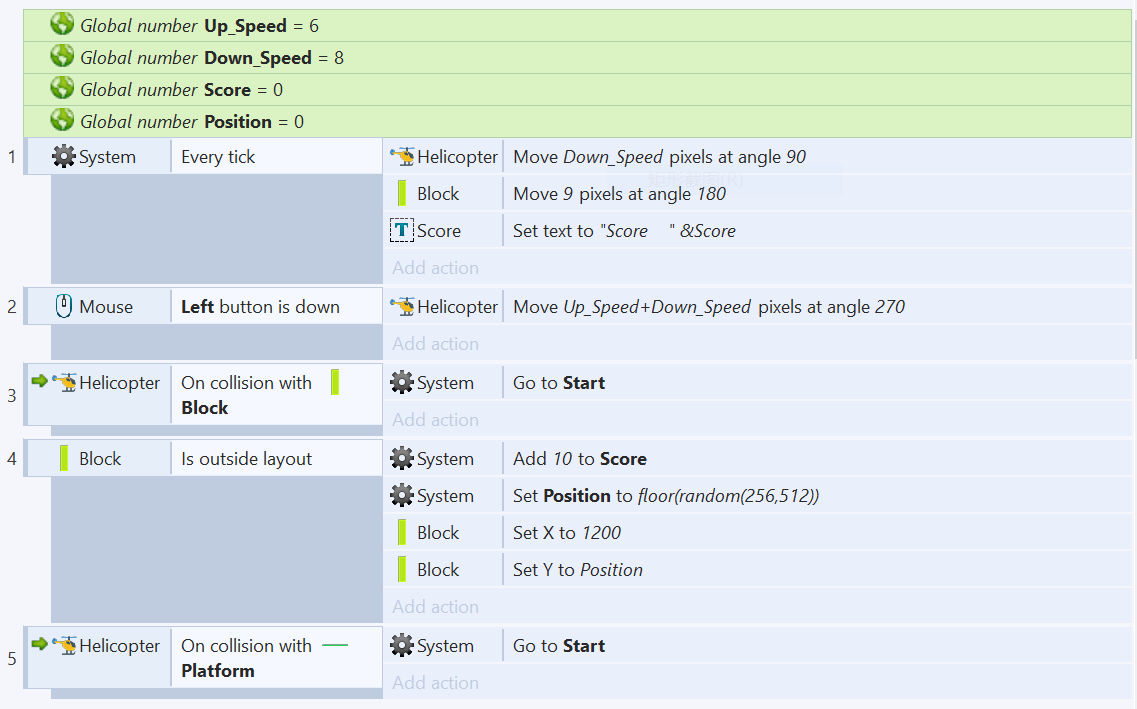 Global number Up_Speed = 6
Global number Down_Speed = 8
Global number Score = 0
Global number Position = 0
1 System Every tick Helicopter Move Down_Speed pixels at angle 90
Block Move 9 pixels at angle 180
T Score Set text to "Score    " &Score
Add action
2 Mouse Left button is down Helicopter Move Up_Speed+Down_Speed pixels at angle 270
Add action
3 Helicopter On collision with Block System Go to Start
Add action
4 Block Is outside layout System Add 10 to Score
System Set Position to floor(random(256,512))
Block Set X to 1200
Block Set Y to Position
Add action
5 Helicopter On collision with Platform System Go to Start
Add action